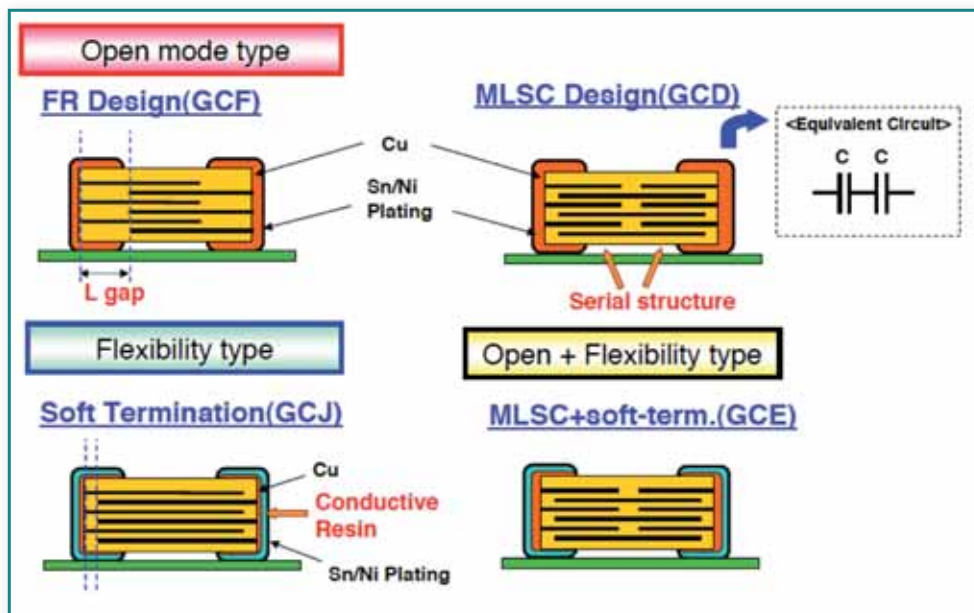 Open mode type
FR Design(GCF)
MLSC Design(GCD)
<Equivalent Circuit>
C C
Cu
Sn/Ni
Plating
L gap
Serial structure
Flexibility type
Open + Flexibility type
Soft Termination(GCJ)
MLSC+soft-term.(GCE)
Cu
Conductive
Resin
Sn/Ni Plating